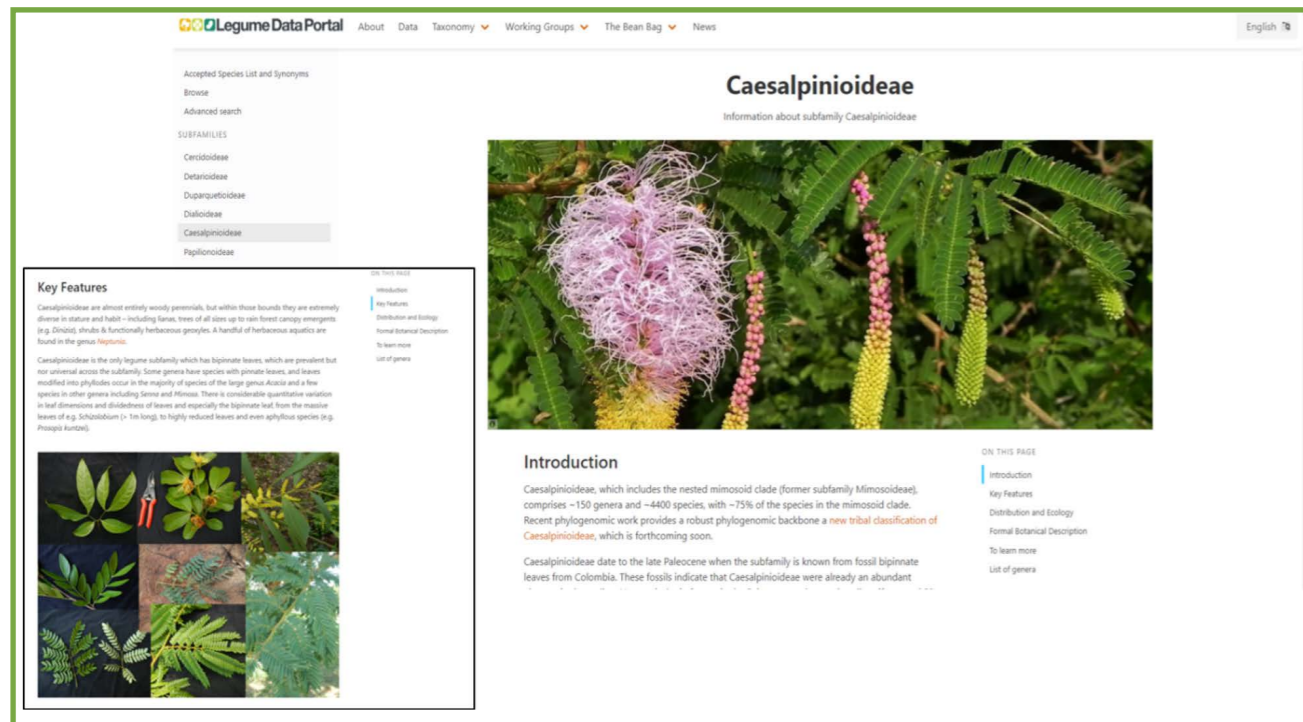 Legume Data Portal About Data Taxonomy Working Groups The Bean Bag News English
Accepted Species List and Synonyms
Browse
Advanced search
SUBFAMILIES
Cercidoideae
Detarioideae
Duparquetioideae
Dialioideae
Caesalpinioideae
Papilionoideae
Caesalpinioideae
Information about subfamily Caesalpinioideae
Introduction
Caesalpinioideae, which includes the nested mimosoid clade (former subfamily Mimosoideae),
comprises ~150 genera and ~4400 species, with ~75% of the species in the mimosoid clade.
Recent phylogenomic work provides a robust phylogenomic backbone a new tribal classification of
Caesalpinioideae, which is forthcoming soon.
Caesalpinioideae date to the late Paleocene when the subfamily is known from fossil bipinnate
leaves from Colombia. These fossils indicate that Caesalpinioideae were already an abundant
ON THIS PAGE
Introduction
Key Features
Distribution and Ecology
Formal Botanical Description
To learn more
List of genera
Key Features
Caesalpinioideae are almost entirely woody perennials, but within those bounds they are extremely
diverse in stature and habit – including lianas, trees of all sizes up to rain forest canopy emergents
(e.g. Dinizia), shrubs & functionally herbaceous geoxyles. A handful of herbaceous aquatics are
found in the genus Neptunia.
Caesalpinioideae is the only legume subfamily which has bipinnate leaves, which are prevalent but
nor universal across the subfamily. Some genera have species with pinnate leaves, and leaves
modified into phyllodes occur in the majority of species of the large genus Acacia and a few
species in other genera including Senna and Mimosa. There is considerable quantitative variation
in leaf dimensions and dividedness of leaves and especially the bipinnate leaf, from the massive
leaves of e.g. Schizolobium (> 1m long), to highly reduced leaves and even aphyllous species (e.g.
Prosopis kuntzei).
ON THIS PAGE
Introduction
Key Features
Distribution and Ecology
Formal Botanical Description
To learn more
List of genera